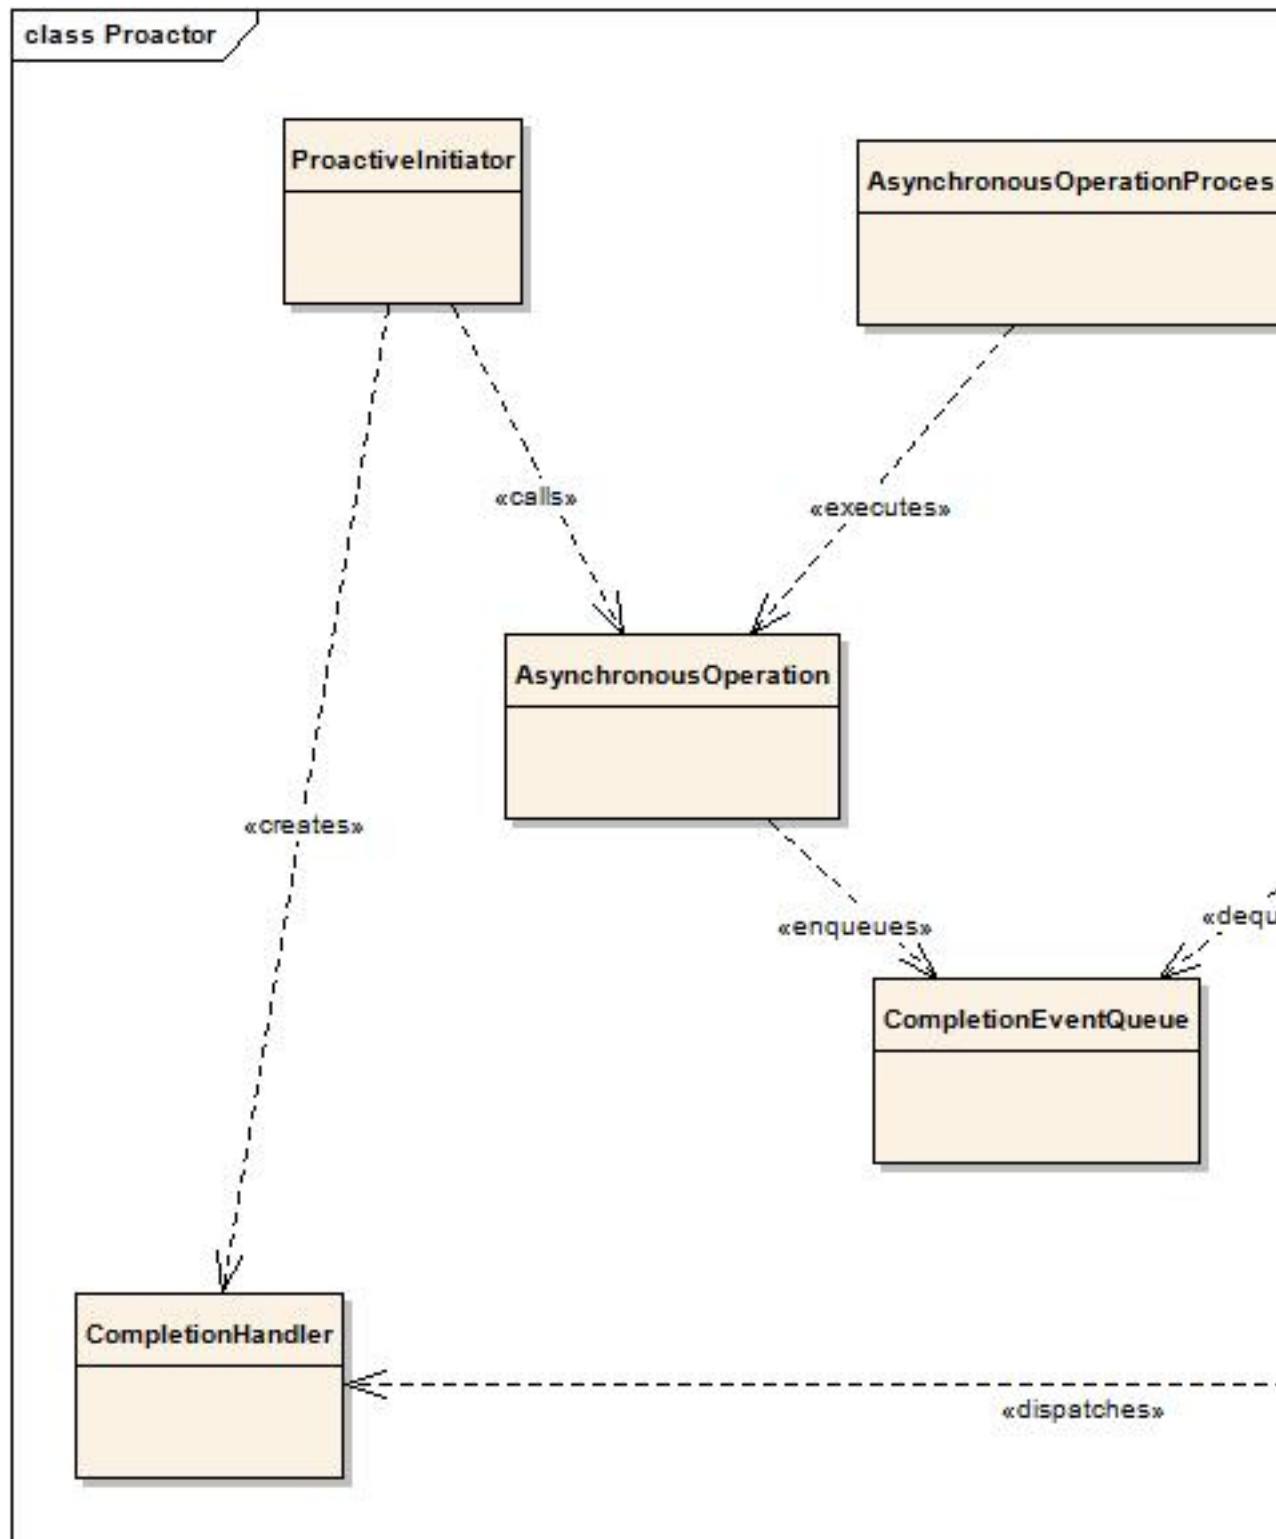 class Proactor
ProactiveInitiator
AsynchronousOperationProces
«calls»
«executes»
AsynchronousOperation
«creates»
«enqueues»
«dequ
CompletionEventQueue
CompletionHandler
«dispatches»